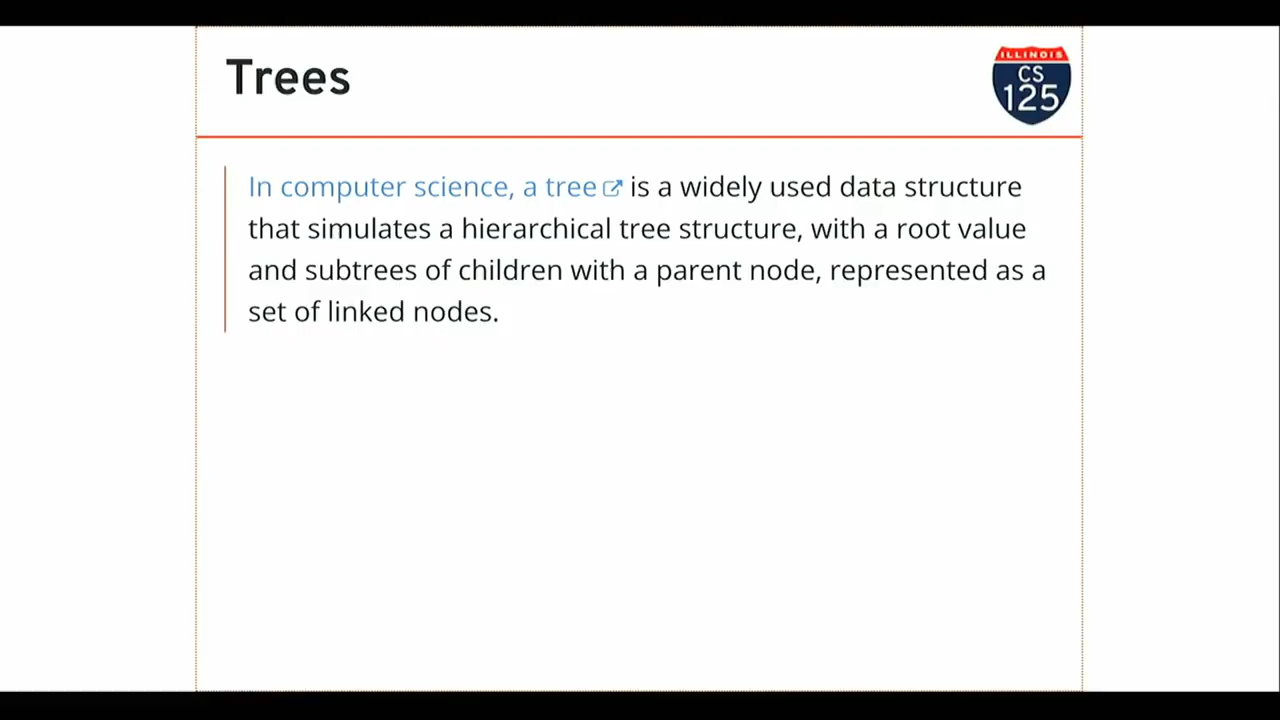 Trees
ILLINOIS
CS
125
In computer science, a tree is a widely used data structure
that simulates a hierarchical tree structure, with a root value
and subtrees of children with a parent node, represented as a
set of linked nodes.